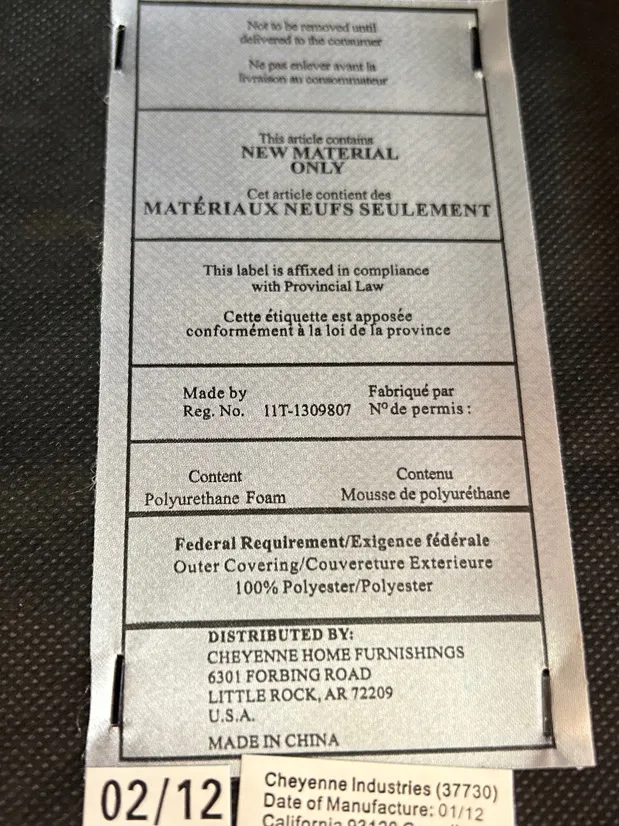 Not to be removed until
delivered to the consumer
Ne pas enlever avant la
livraison au consommateur
This article contains
NEW MATERIAL
ONLY
Cet article contient des
MATÉRIAUX NEUFS SEULEMENT
This label is affixed in compliance
with Provincial Law
Cette étiquette est apposée
conformément à la loi de la province
Made by Fabriqué par
Reg. No. 11T-1309807 Nº de permis :
Content Contenu
Polyurethane Foam Mousse de polyuréthane
Federal Requirement/Exigence fédérale
Outer Covering/Couvereture Exterieure
100% Polyester/Polyester
DISTRIBUTED BY:
CHEYENNE HOME FURNISHINGS
6301 FORBING ROAD
LITTLE ROCK, AR 72209
U.S.A.
MADE IN CHINA
02/12
Cheyenne Industries (37730)
Date of Manufacture: 01/12
California 93120